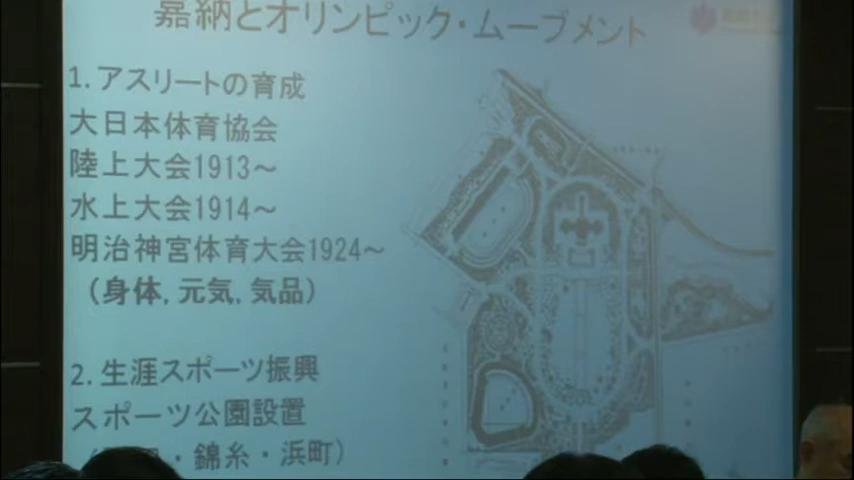 嘉納とオリンピック・ムーブメント
1. アスリートの育成
大日本体育協会
陸上大会1913～
水上大会1914～
明治神宮体育大会1924～
（身体, 元気, 気品）
2. 生涯スポーツ振興
スポーツ公園設置
・錦糸・浜町）